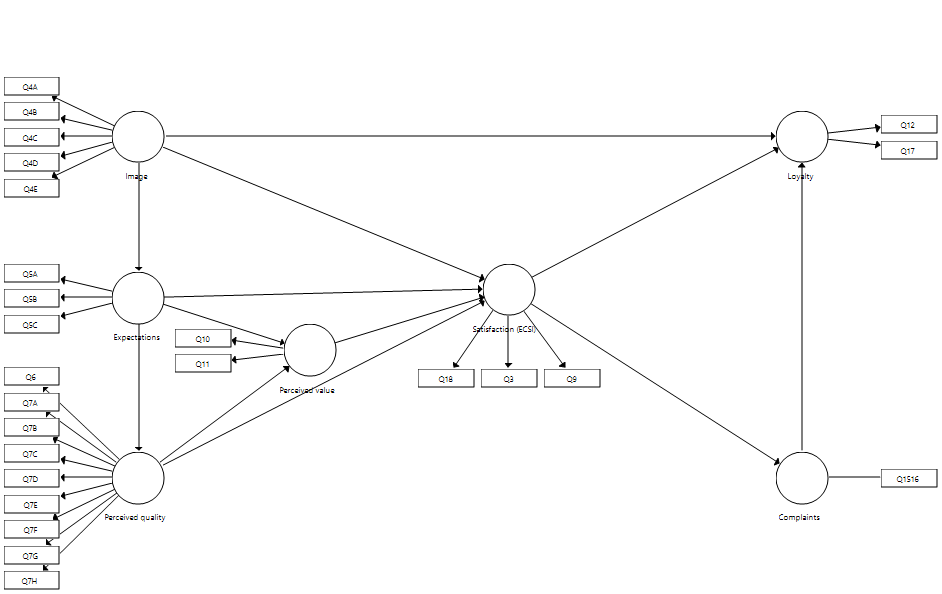 Q4A
Q4B
Q4C
Q4D
Q4E
Image
Q12
Q17
Loyalty
Q5A
Q5B
Q5C
Expectations
Q10
Q11
Perceived value
Satisfaction (ECSI)
Q18
Q3
Q9
Q6
Q7A
Q7B
Q7C
Q7D
Q7E
Q7F
Q7G
Q7H
Perceived quality
Q1516
Complaints